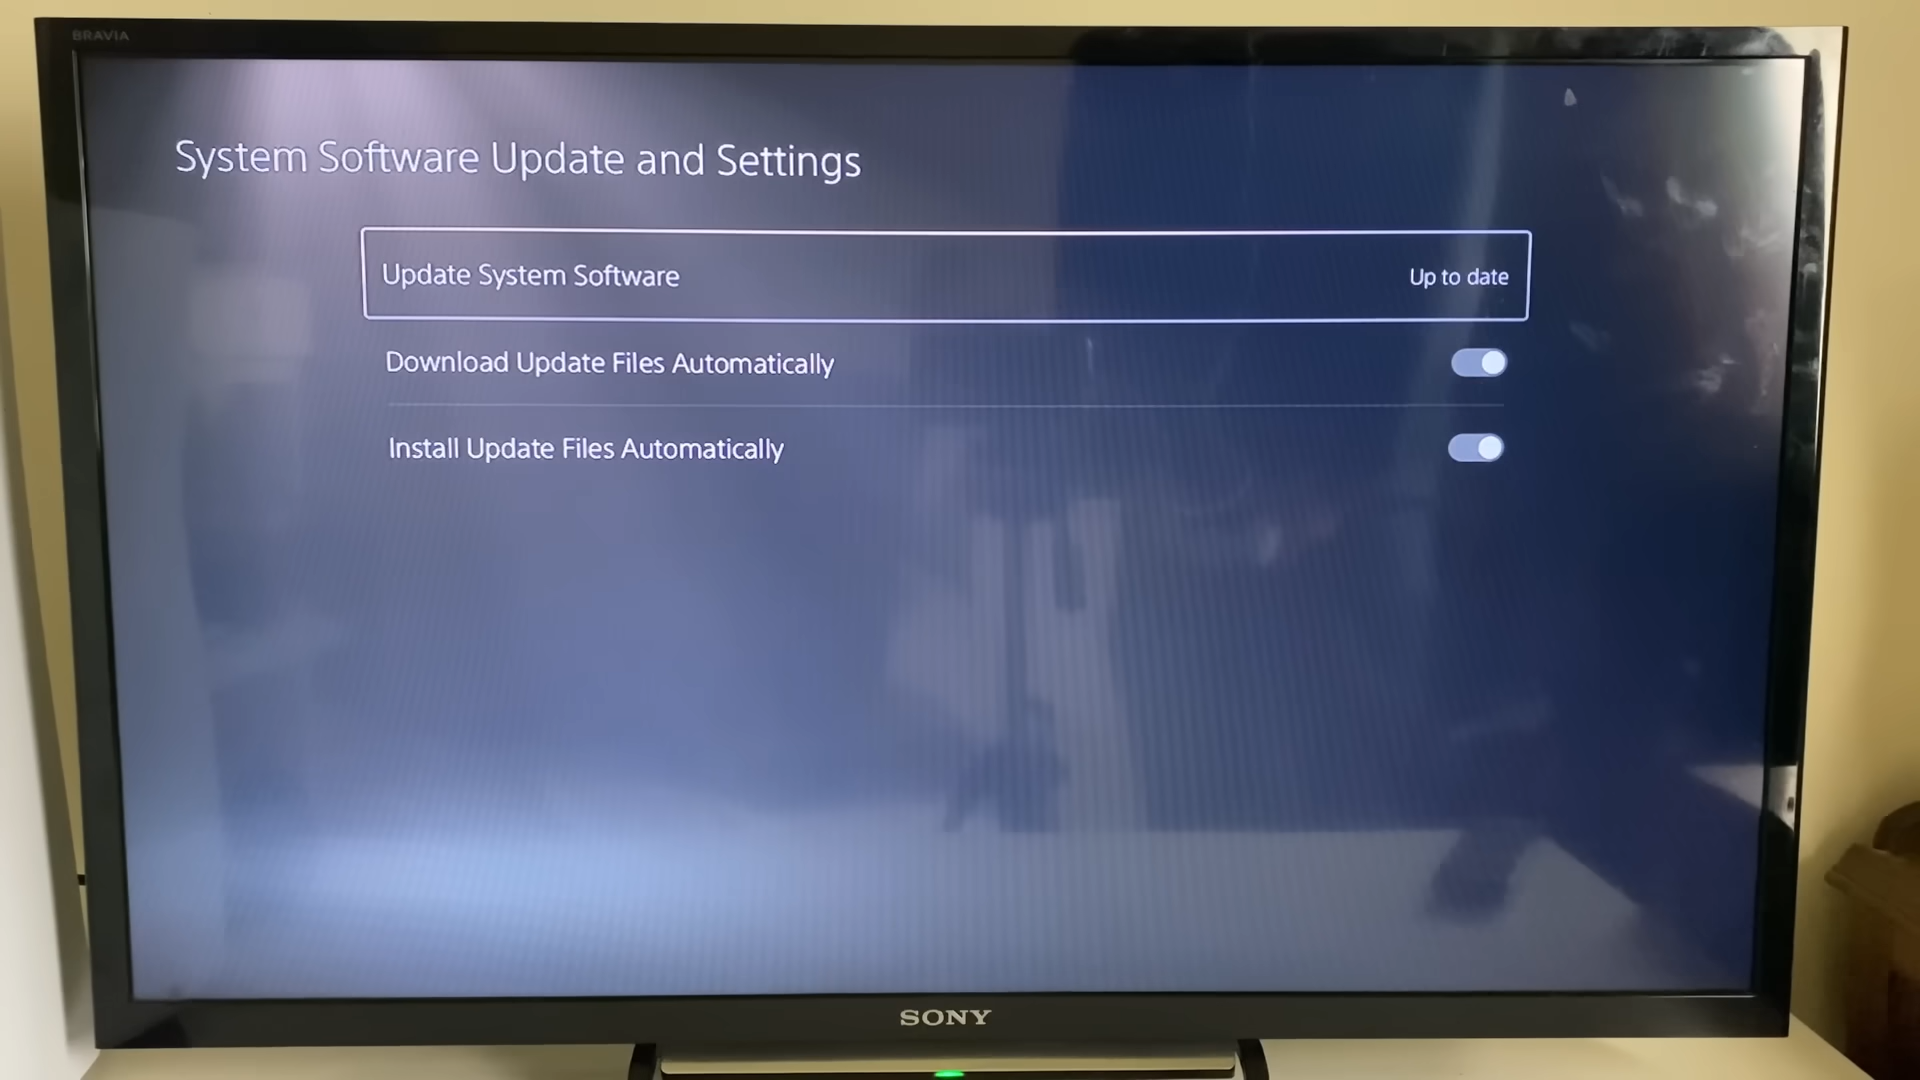 BRAVIA
System Software Update and Settings
Update System Software Up to date
Download Update Files Automatically
Install Update Files Automatically
SONY